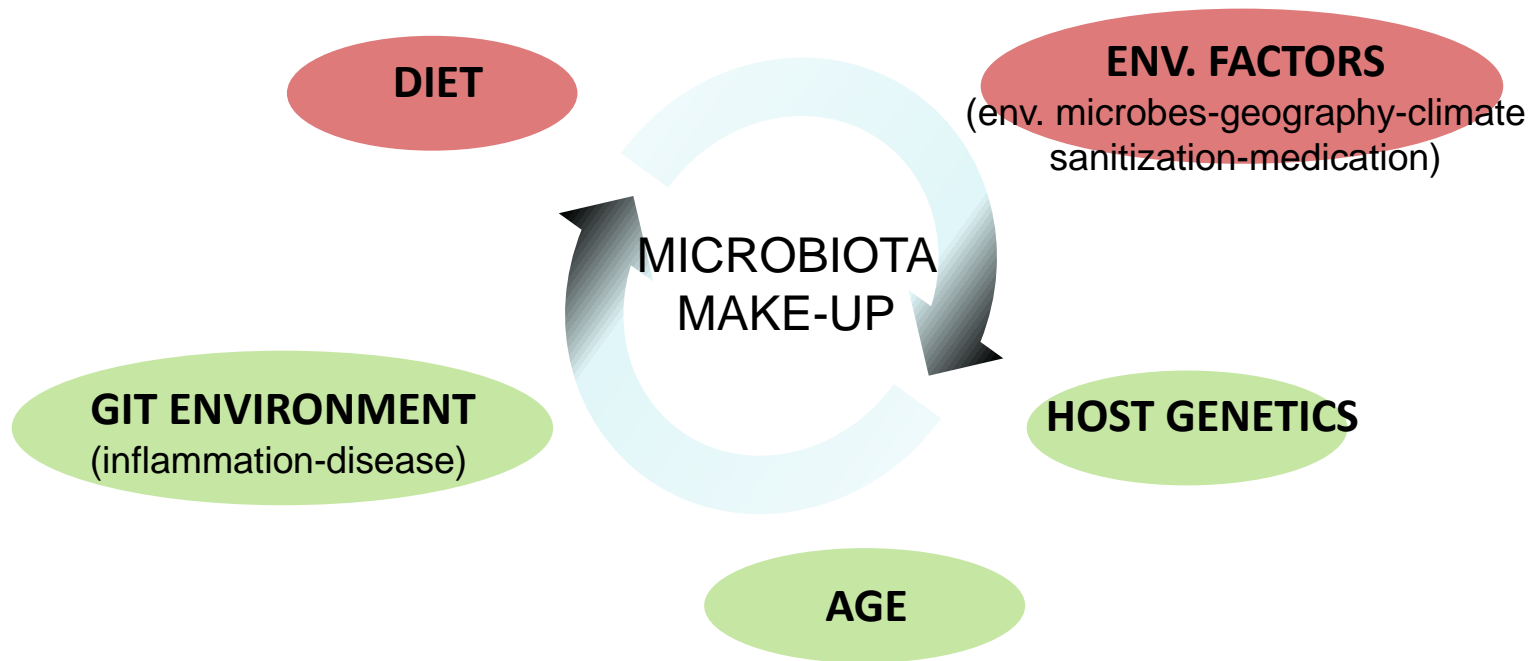 DIET
ENV. FACTORS
(env. microbes-geography-climate
sanitization-medication)
MICROBIOTA
MAKE-UP
GIT ENVIRONMENT
(inflammation-disease)
HOST GENETICS
AGE